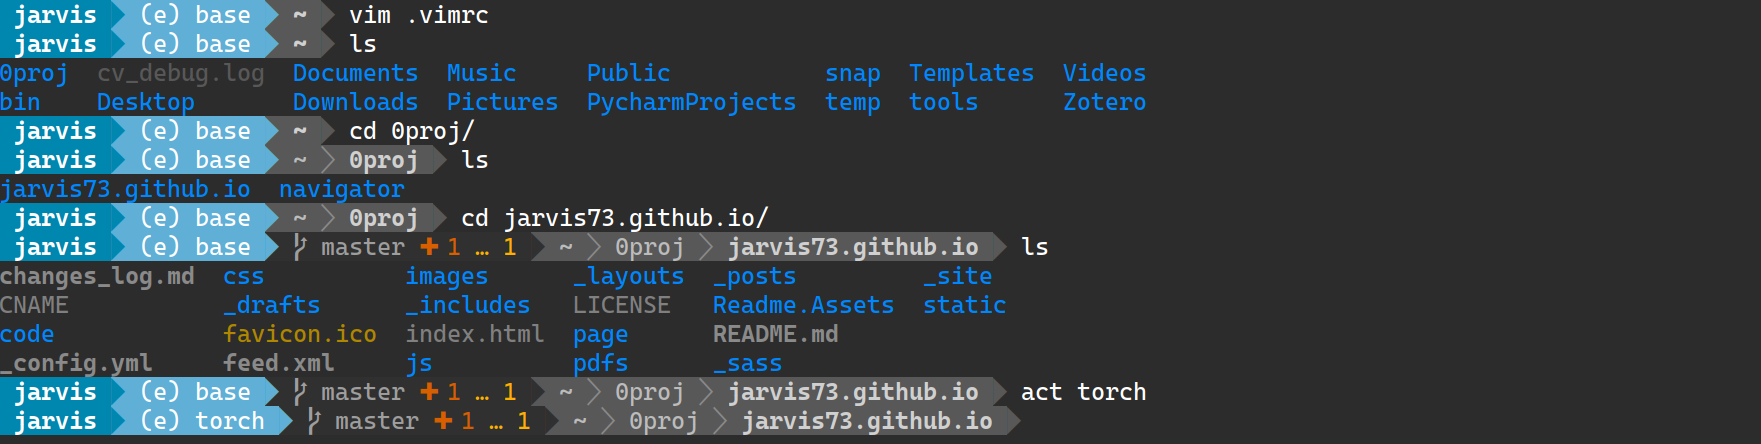 jarvis (e) base ~ vim .vimrc
jarvis (e) base ~ ls
0proj cv_debug.log Documents Music Public snap Templates Videos
bin Desktop Downloads Pictures PycharmProjects temp tools Zotero
jarvis (e) base ~ cd 0proj/
jarvis (e) base ~ 0proj ls
jarvis73.github.io navigator
jarvis (e) base ~ 0proj cd jarvis73.github.io/
jarvis (e) base master ✚ 1 … 1 ~ 0proj jarvis73.github.io ls
changes_log.md css images _layouts _posts _site
CNAME _drafts _includes LICENSE Readme.Assets static
code favicon.ico index.html page README.md
_config.yml feed.xml js pdfs _sass
jarvis (e) base master ✚ 1 … 1 ~ 0proj jarvis73.github.io act torch
jarvis (e) torch master ✚ 1 … 1 ~ 0proj jarvis73.github.io